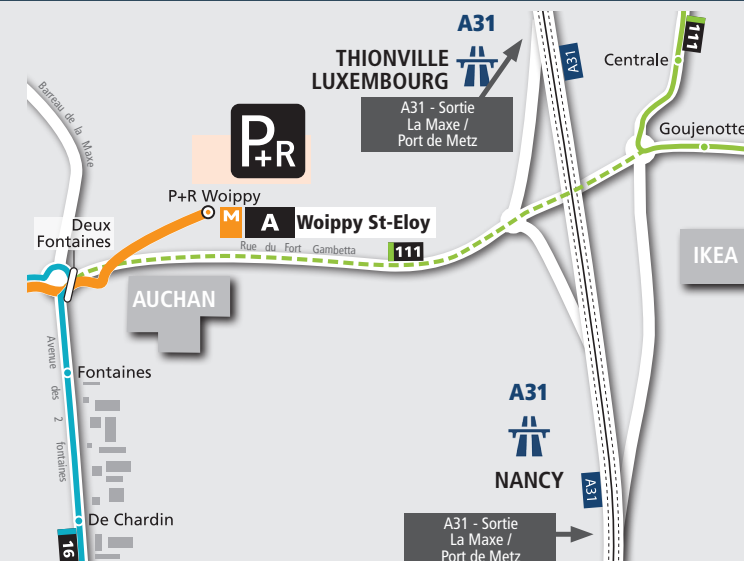 A31
THIONVILLE
LUXEMBOURG
A31
111
Centrale
A31 - Sortie
La Maxe /
Port de Metz
Goujenotte
Barreau de la Maxe
P+R
P+R Woippy
M
A
Woippy St-Eloy
Deux
Fontaines
Rue du Fort Gambetta
111
IKEA
AUCHAN
Avenue des 2 fontaines
Fontaines
A31
NANCY
A31
De Chardin
16
A31 - Sortie
La Maxe /
Port de Metz